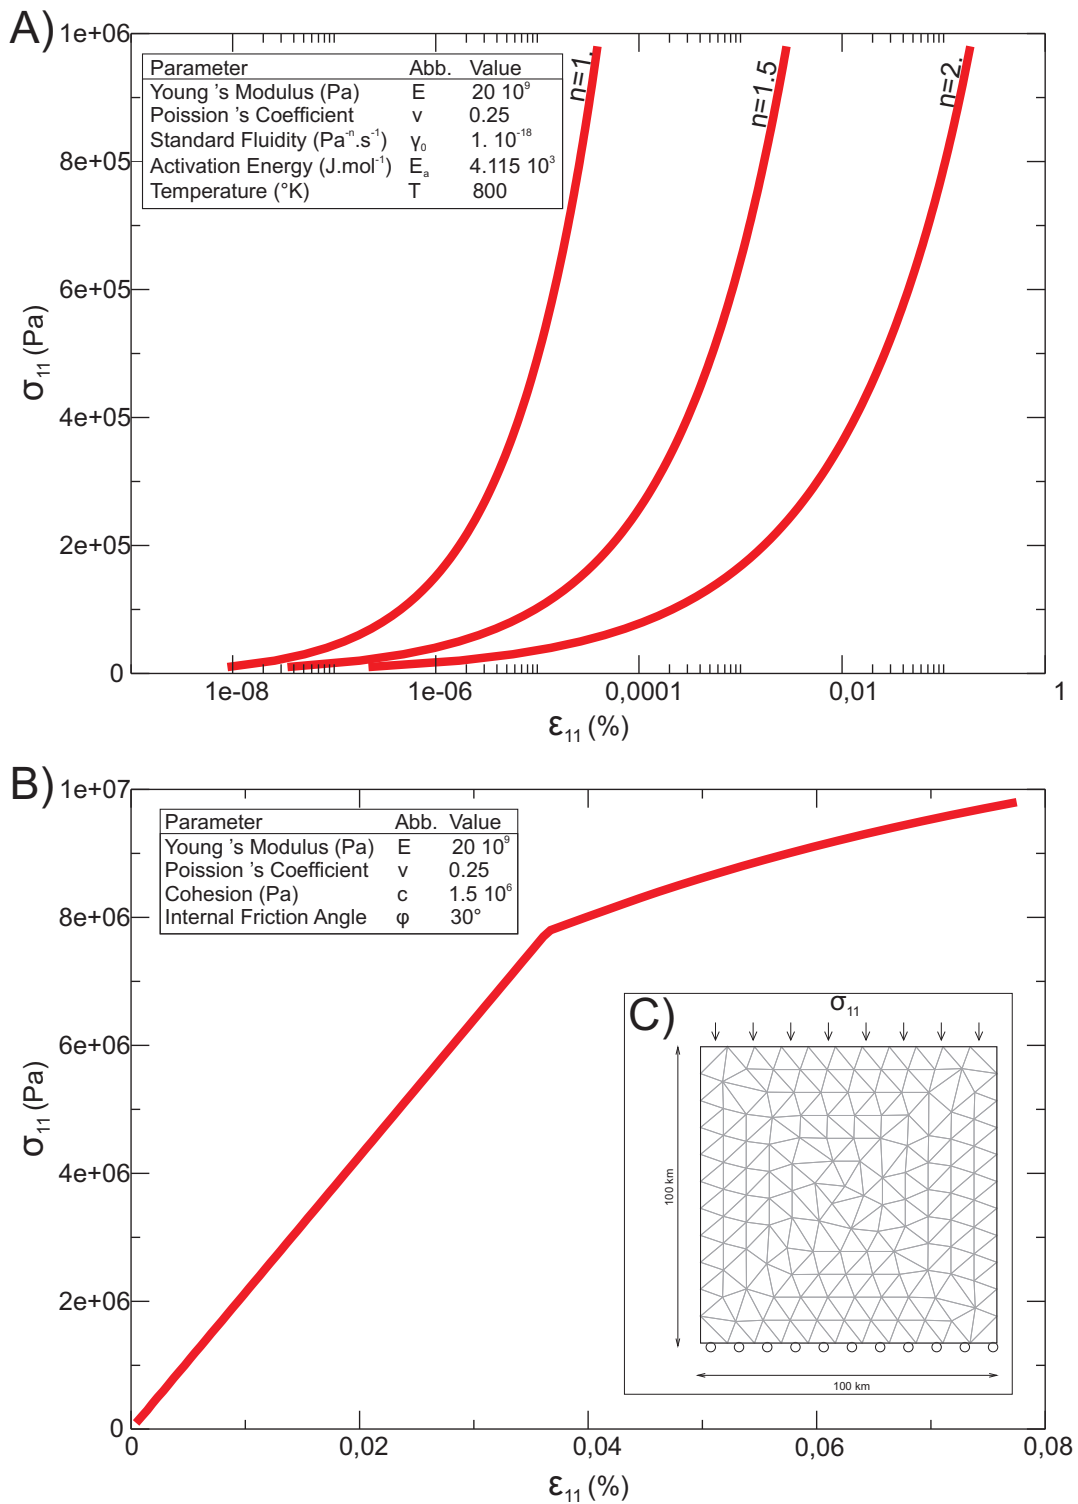 A)
1e+06
8e+05
6e+05
4e+05
2e+05
0
σ11 (Pa)
Parameter Abb. Value
Young 's Modulus (Pa) E 20 10⁹
Poission 's Coefficient v 0.25
Standard Fluidity (Pa⁻ⁿ.s⁻¹) γ₀ 1. 10⁻¹⁸
Activation Energy (J.mol⁻¹) Eₐ 4.115 10³
Temperature (°K) T 800
n=1.
n=1.5
n=2.
1e-08 1e-06 0,0001 0,01 1
ε11 (%)
B)
1e+07
8e+06
6e+06
4e+06
2e+06
0
σ11 (Pa)
Parameter Abb. Value
Young 's Modulus (Pa) E 20 10⁹
Poission 's Coefficient v 0.25
Cohesion (Pa) c 1.5 10⁶
Internal Friction Angle φ 30°
C)
σ11
100 km
100 km
0 0,02 0,04 0,06 0,08
ε11 (%)